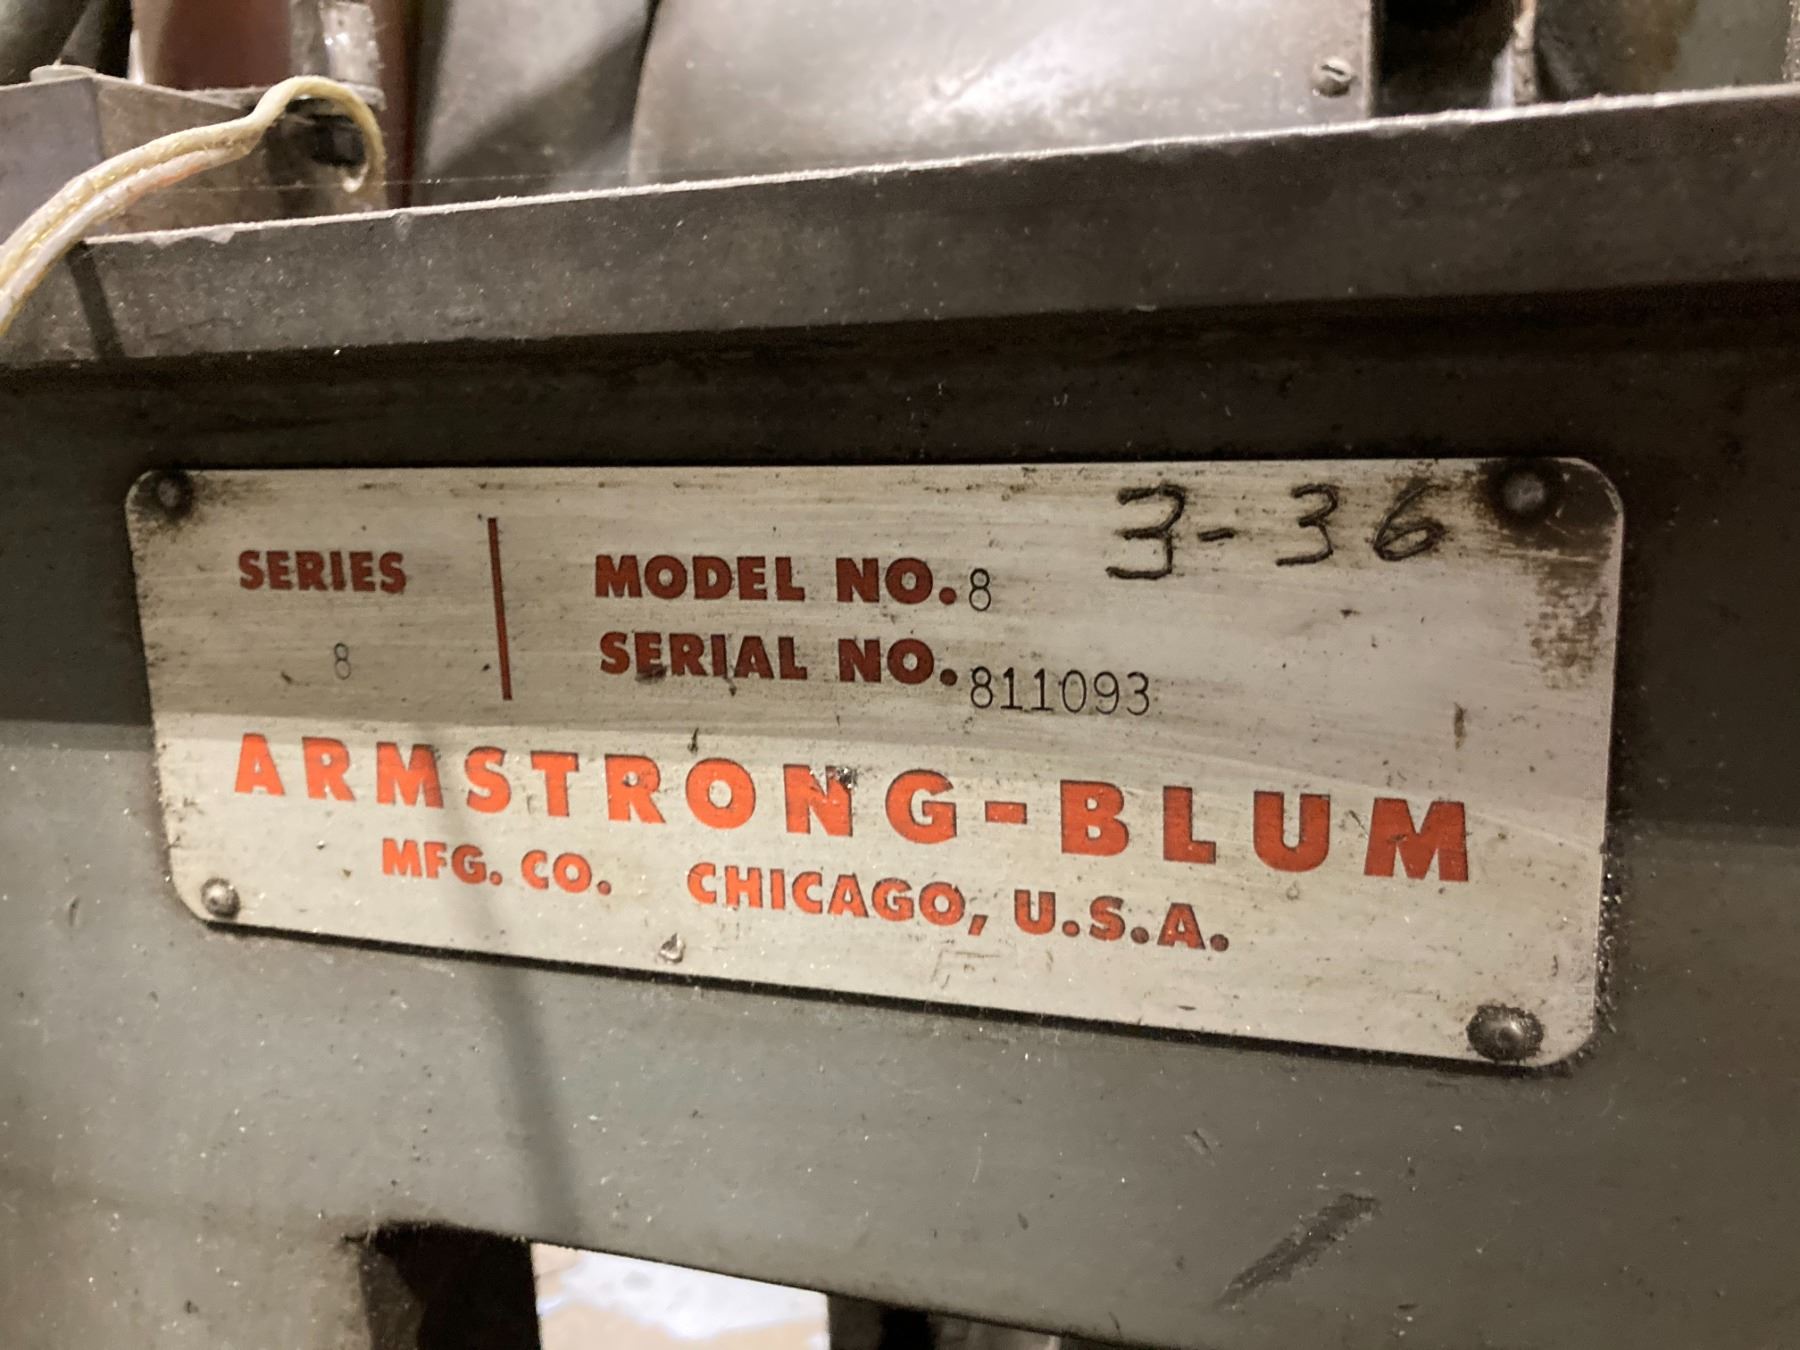 3-36
SERIES
8
MODEL NO. 8
SERIAL NO. 811093
ARMSTRONG-BLUM
MFG. CO. CHICAGO, U.S.A.